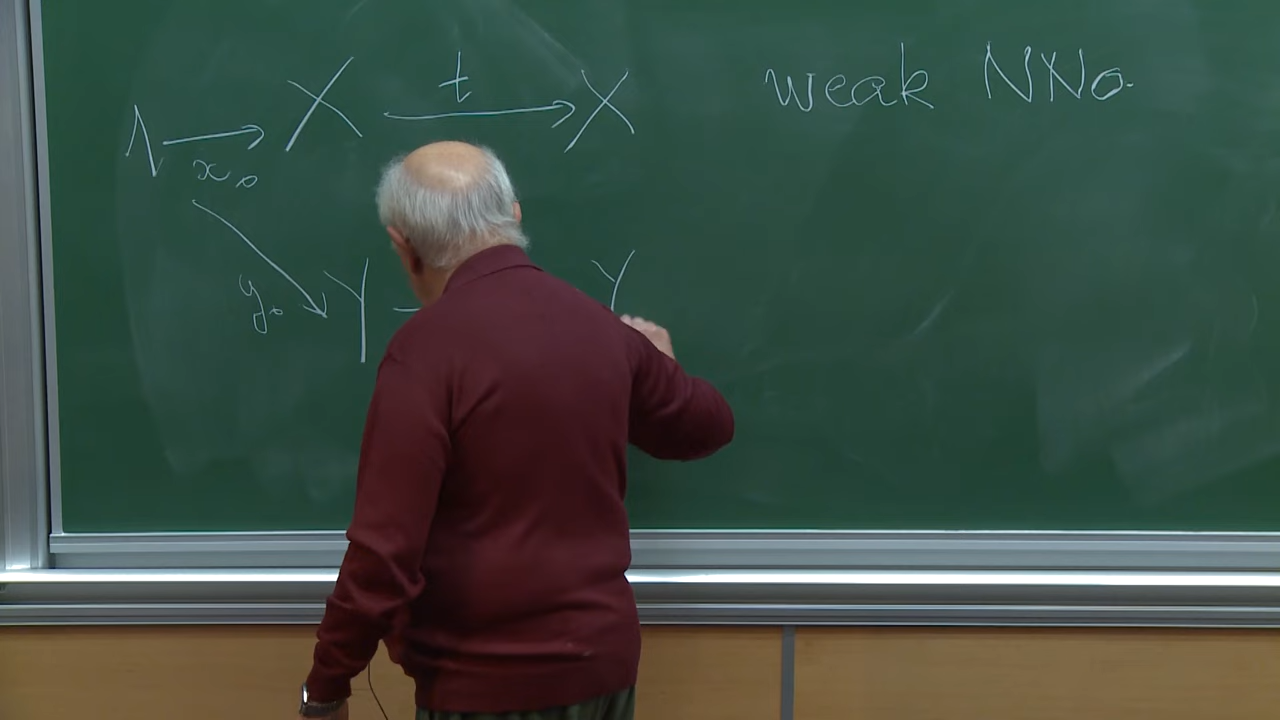 t
X → X weak NNO.
1 → x₀
y₀ Y — Y